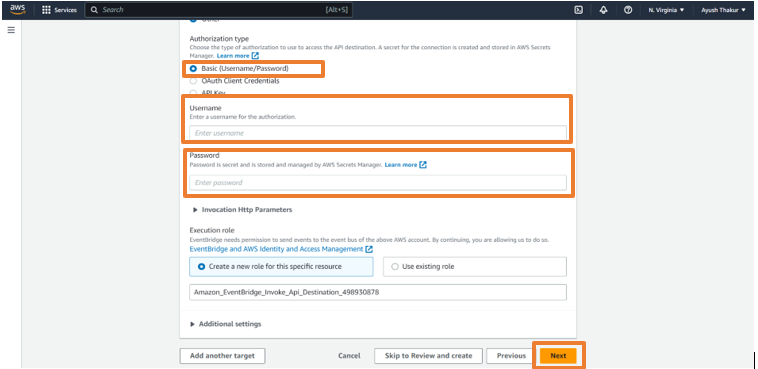 aws Services Search [Alt+S] N. Virginia Ayush Thakur
Other
Authorization type
Choose the type of authorization to use to access the API destination. A secret for the connection is created and stored in AWS Secrets
Manager. Learn more
Basic (Username/Password)
OAuth Client Credentials
API Key
Username
Enter a username for the authorization.
Enter username
Password
Password is secret and is stored and managed by AWS Secrets Manager. Learn more
Enter password
Invocation Http Parameters
Execution role
EventBridge needs permission to send events to the event bus of the above AWS account. By continuing, you are allowing us to do so.
EventBridge and AWS Identity and Access Management
Create a new role for this specific resource Use existing role
Amazon_EventBridge_Invoke_Api_Destination_498930878
Additional settings
Add another target Cancel Skip to Review and create Previous Next